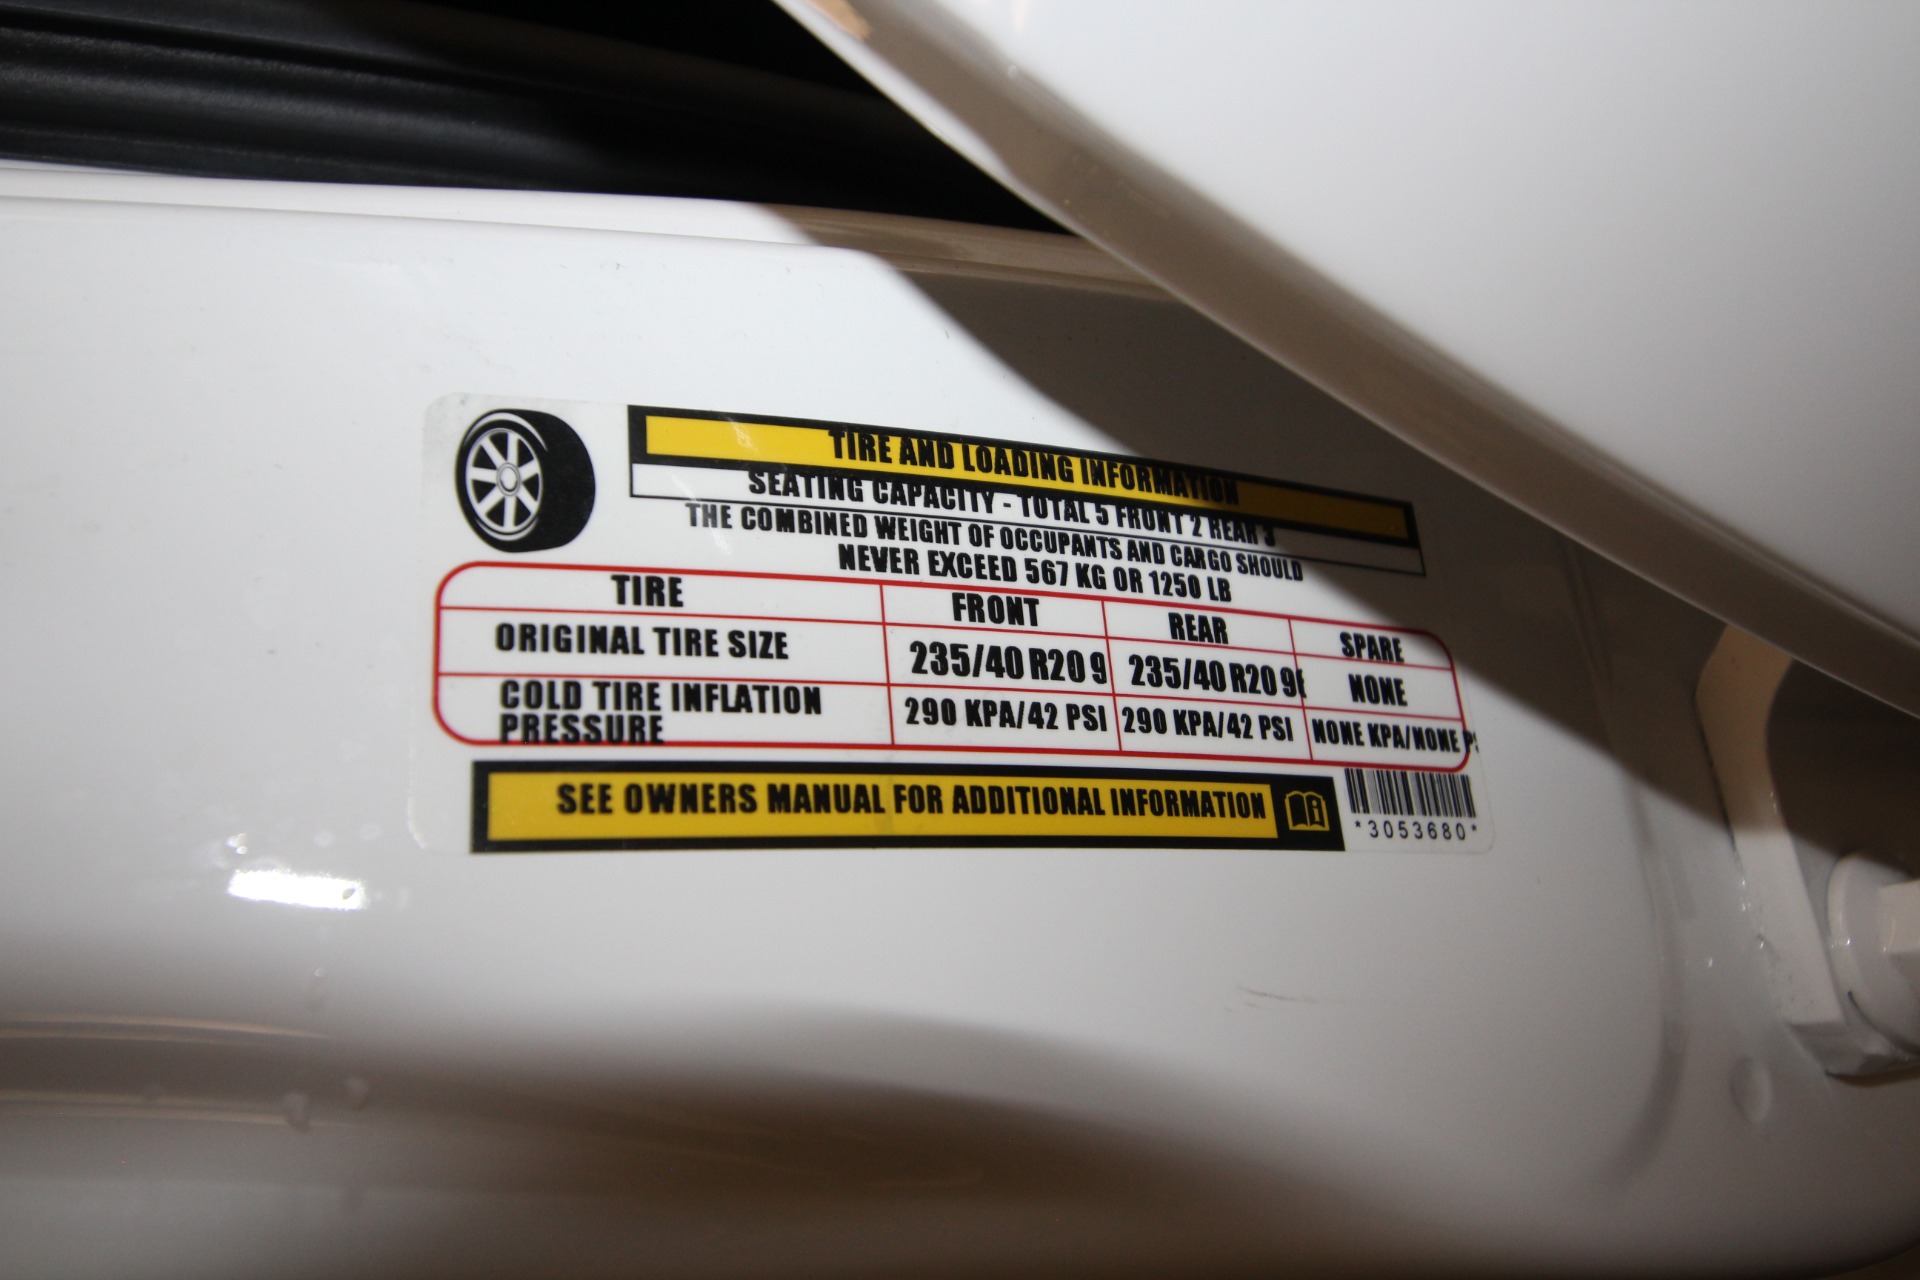 TIRE AND LOADING INFORMATION
SEATING CAPACITY - TOTAL 5 FRONT 2 REAR 3
THE COMBINED WEIGHT OF OCCUPANTS AND CARGO SHOULD
NEVER EXCEED 567 KG OR 1250 LB
TIRE FRONT REAR SPARE
ORIGINAL TIRE SIZE 235/40 R20 9 235/40 R20 9 NONE
COLD TIRE INFLATION
PRESSURE 290 KPA/42 PSI 290 KPA/42 PSI NONE KPA/NONE
SEE OWNERS MANUAL FOR ADDITIONAL INFORMATION
*3053680*